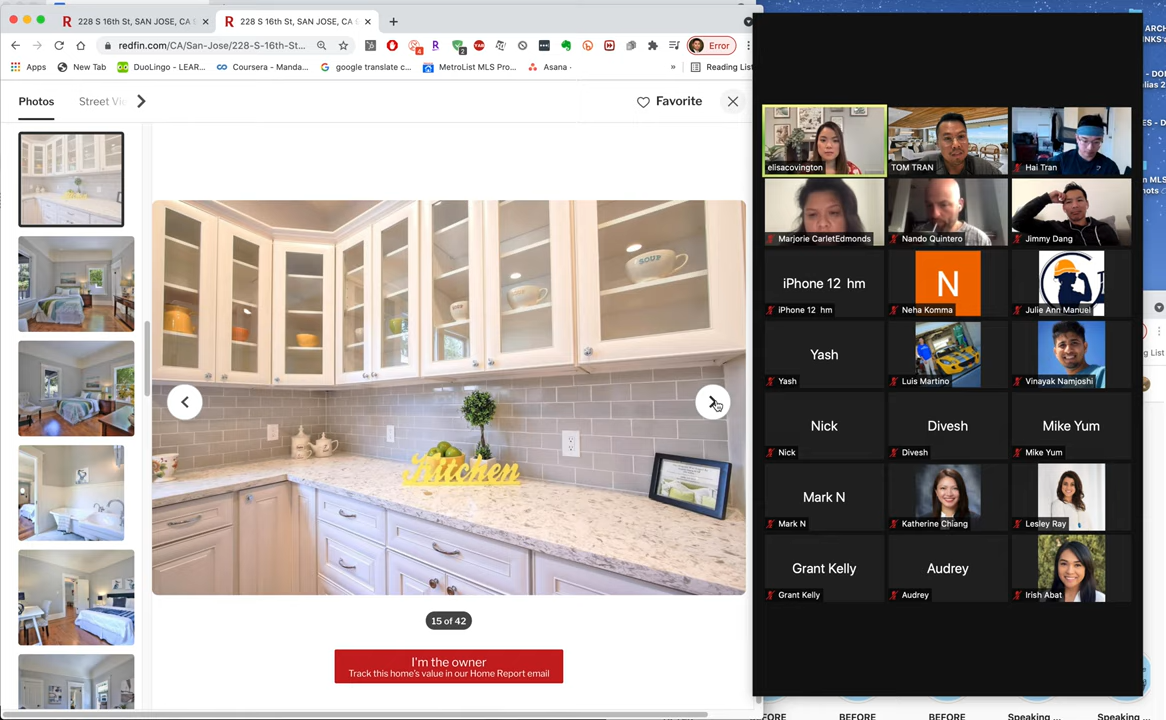 228 S 16th St, SAN JOSE, CA
228 S 16th St, SAN JOSE, CA
redfin.com/CA/San-Jose/228-S-16th-St...
Error
Apps
New Tab
DuoLingo - LEAR...
Coursera - Manda...
google translate c...
MetroList MLS Pro...
Asana
»
Reading List
Photos
Street Vi
Favorite
SOUP
Kitchen
15 of 42
I'm the owner
Track this home's value in our Home Report email
elisacovington
TOM TRAN
Hai Tran
Marjorie CarletEdmonds
Nando Quintero
Jimmy Dang
iPhone 12 hm
iPhone 12 hm
N
Neha Komma
Julie Ann Manuel
Yash
Yash
Luis Martino
Vinayak Namjoshi
Nick
Nick
Divesh
Divesh
Mike Yum
Mike Yum
Mark N
Mark N
Katherine Chiang
Lesley Ray
Grant Kelly
Grant Kelly
Audrey
Audrey
Irish Abat
BEFORE
BEFORE
Speaking ...
Speaking ...